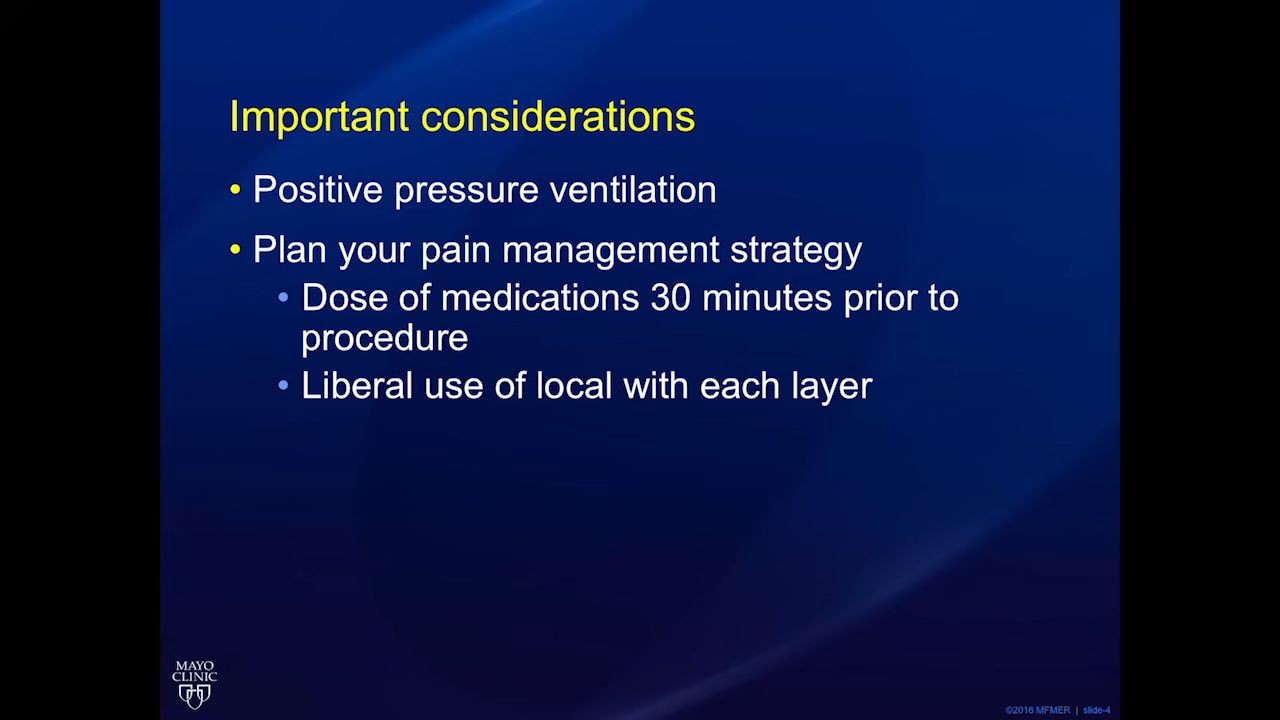 Important considerations
• Positive pressure ventilation
• Plan your pain management strategy
• Dose of medications 30 minutes prior to
procedure
• Liberal use of local with each layer
MAYO
CLINIC
©2016 MFMER | slide-4